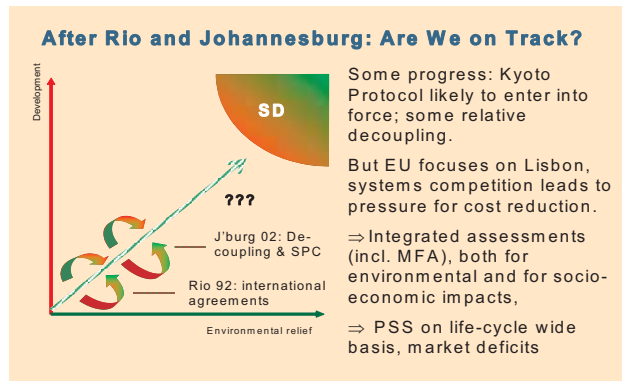 After Rio and Johannesburg: Are We on Track?
Development
SD
???
J'burg 02: De-
coupling & SPC
Rio 92: international
agreements
Environmental relief
Some progress: Kyoto
Protocol likely to enter into
force; some relative
decoupling.
But EU focuses on Lisbon,
systems competition leads to
pressure for cost reduction.
⇒Integrated assessments
(incl. MFA), both for
environmental and for socio-
economic impacts,
⇒ PSS on life-cycle wide
basis, market deficits